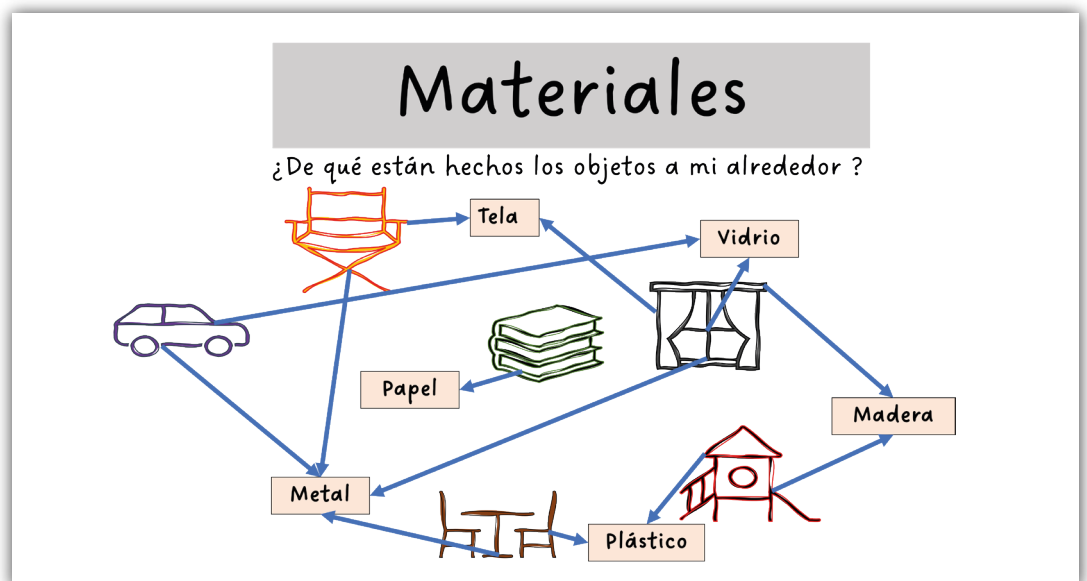 Materiales
¿De qué están hechos los objetos a mi alrededor ?
Tela
Vidrio
Papel
Madera
Metal
Plástico